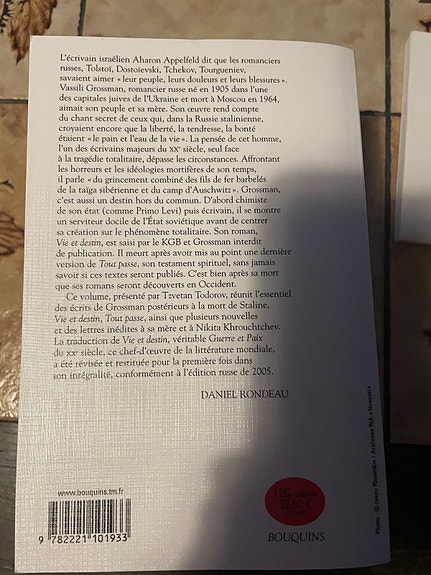 L'écrivain israélien Aharon Appelfeld dit que les romanciers
russes, Tolstoï, Dostoïevski, Tchekov, Tourgueniev,
savaient aimer « leur peuple, leurs douleurs et leurs blessures ».
Vassili Grossman, romancier russe né en 1905 dans l'une
des capitales juives de l'Ukraine et mort à Moscou en 1964,
aimait son peuple et sa mère. Son œuvre rend compte
du chant secret de ceux qui, dans la Russie stalinienne,
croyaient encore que la liberté, la tendresse, la bonté
étaient « le pain et l'eau de la vie ». La pensée de cet homme,
l'un des écrivains majeurs du XXᵉ siècle, seul face
à la tragédie totalitaire, dépasse les circonstances. Affrontant
les horreurs et les idéologies mortifères de son temps,
il parle « du grincement combiné des fils de fer barbelés
de la taïga sibérienne et du camp d'Auschwitz ». Grossman,
c'est aussi un destin hors du commun. D'abord chimiste
de son état (comme Primo Levi) puis écrivain, il se montre
un serviteur docile de l'État soviétique avant de centrer
sa création sur le phénomène totalitaire. Son roman,
Vie et destin, est saisi par le KGB et Grossman interdit
de publication. Il meurt après avoir mis au point une dernière
version de Tout passe, son testament spirituel, sans jamais
savoir si ces textes seront publiés. C'est bien après sa mort
que ses romans seront découverts en Occident.
Ce volume, présenté par Tzvetan Todorov, réunit l'essentiel
des écrits de Grossman postérieurs à la mort de Staline,
Vie et destin, Tout passe, ainsi que plusieurs nouvelles
et des lettres inédites à sa mère et à Nikita Khrouchtchev.
La traduction de Vie et destin, véritable Guerre et Paix
du XXᵉ siècle, ce chef-d'œuvre de la littérature mondiale,
a été révisée et restituée pour la première fois dans
son intégralité, conformément à l'édition russe de 2005.
DANIEL RONDEAU
www.bouquins.tm.fr
9 782221 101933
BOUQUINS